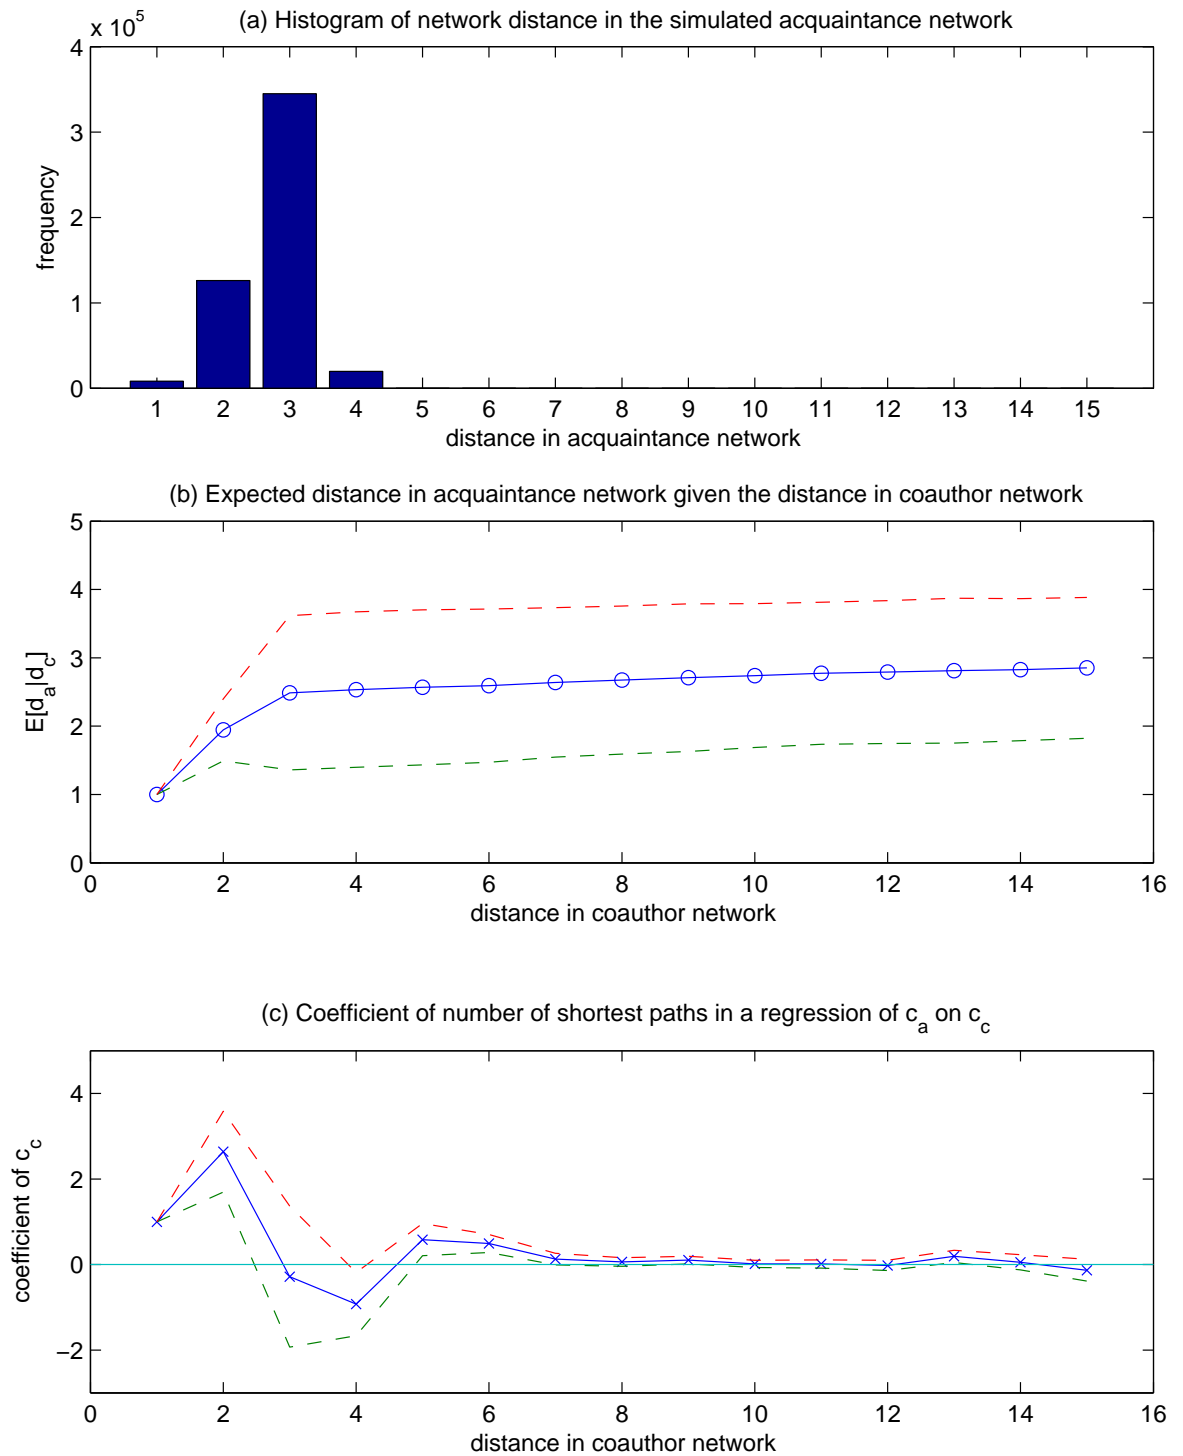 (a) Histogram of network distance in the simulated acquaintance network
x 10^5
4
3
2
1
0
frequency
1 2 3 4 5 6 7 8 9 10 11 12 13 14 15
distance in acquaintance network
(b) Expected distance in acquaintance network given the distance in coauthor network
5
4
3
2
1
0
E[d_a|d_c]
0 2 4 6 8 10 12 14 16
distance in coauthor network
(c) Coefficient of number of shortest paths in a regression of c_a on c_c
4
2
0
−2
coefficient of c_c
0 2 4 6 8 10 12 14 16
distance in coauthor network